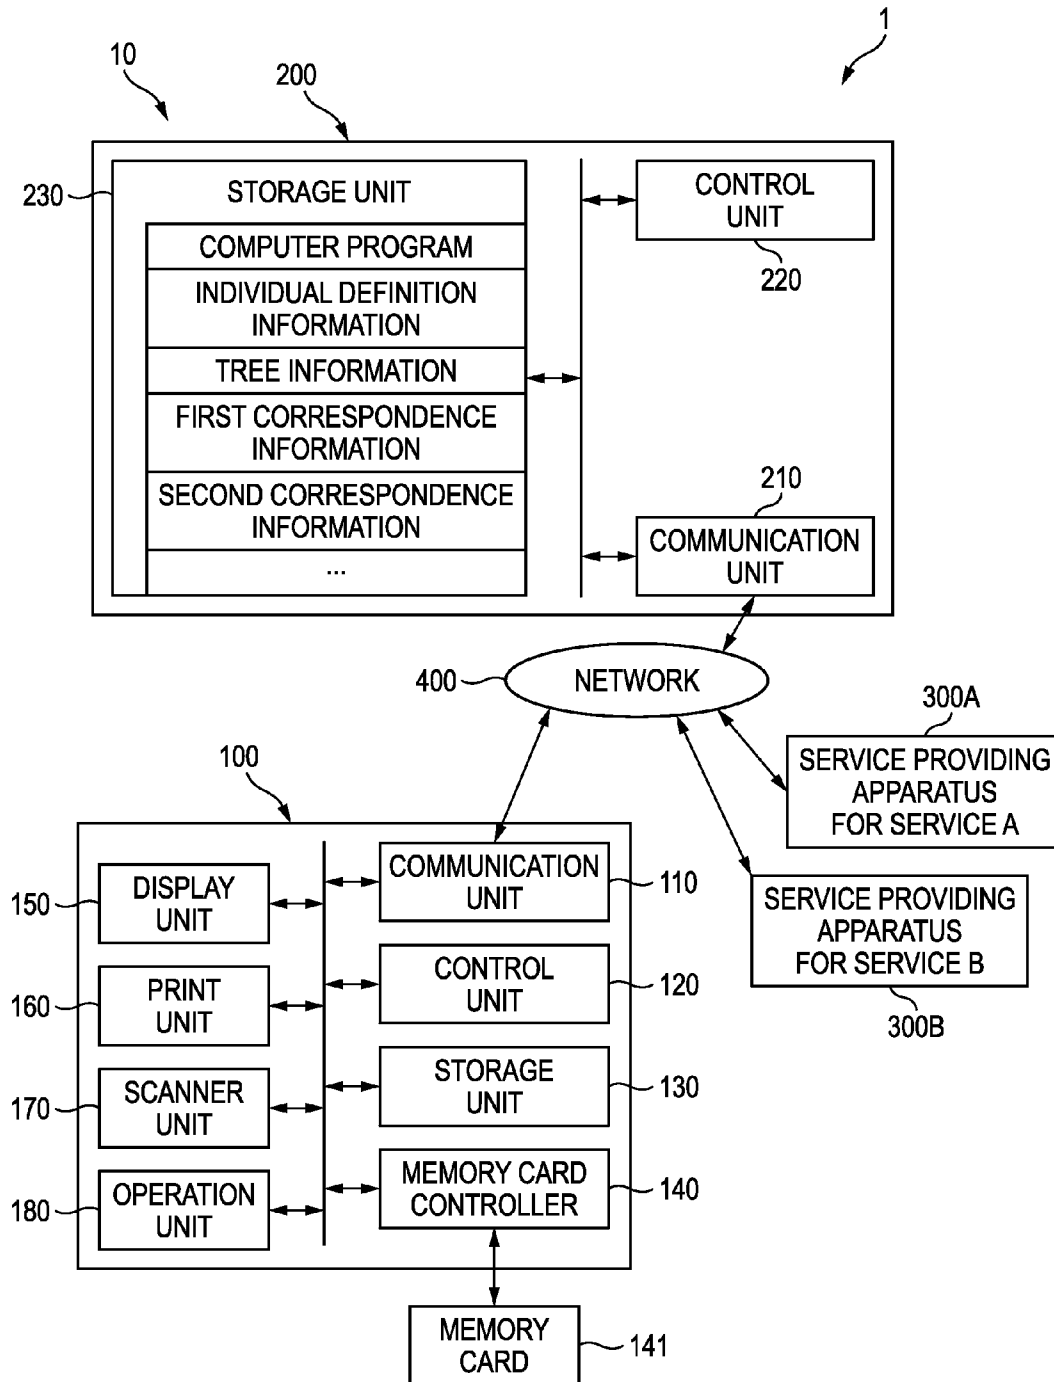 1
10
200
230
STORAGE UNIT
COMPUTER PROGRAM
INDIVIDUAL DEFINITION
INFORMATION
TREE INFORMATION
FIRST CORRESPONDENCE
INFORMATION
SECOND CORRESPONDENCE
INFORMATION
...
CONTROL
UNIT
220
210
COMMUNICATION
UNIT
400
NETWORK
300A
SERVICE PROVIDING
APPARATUS
FOR SERVICE A
SERVICE PROVIDING
APPARATUS
FOR SERVICE B
300B
100
150
DISPLAY
UNIT
160
PRINT
UNIT
170
SCANNER
UNIT
180
OPERATION
UNIT
COMMUNICATION
UNIT
110
CONTROL
UNIT
120
STORAGE
UNIT
130
MEMORY CARD
CONTROLLER
140
MEMORY
CARD
141